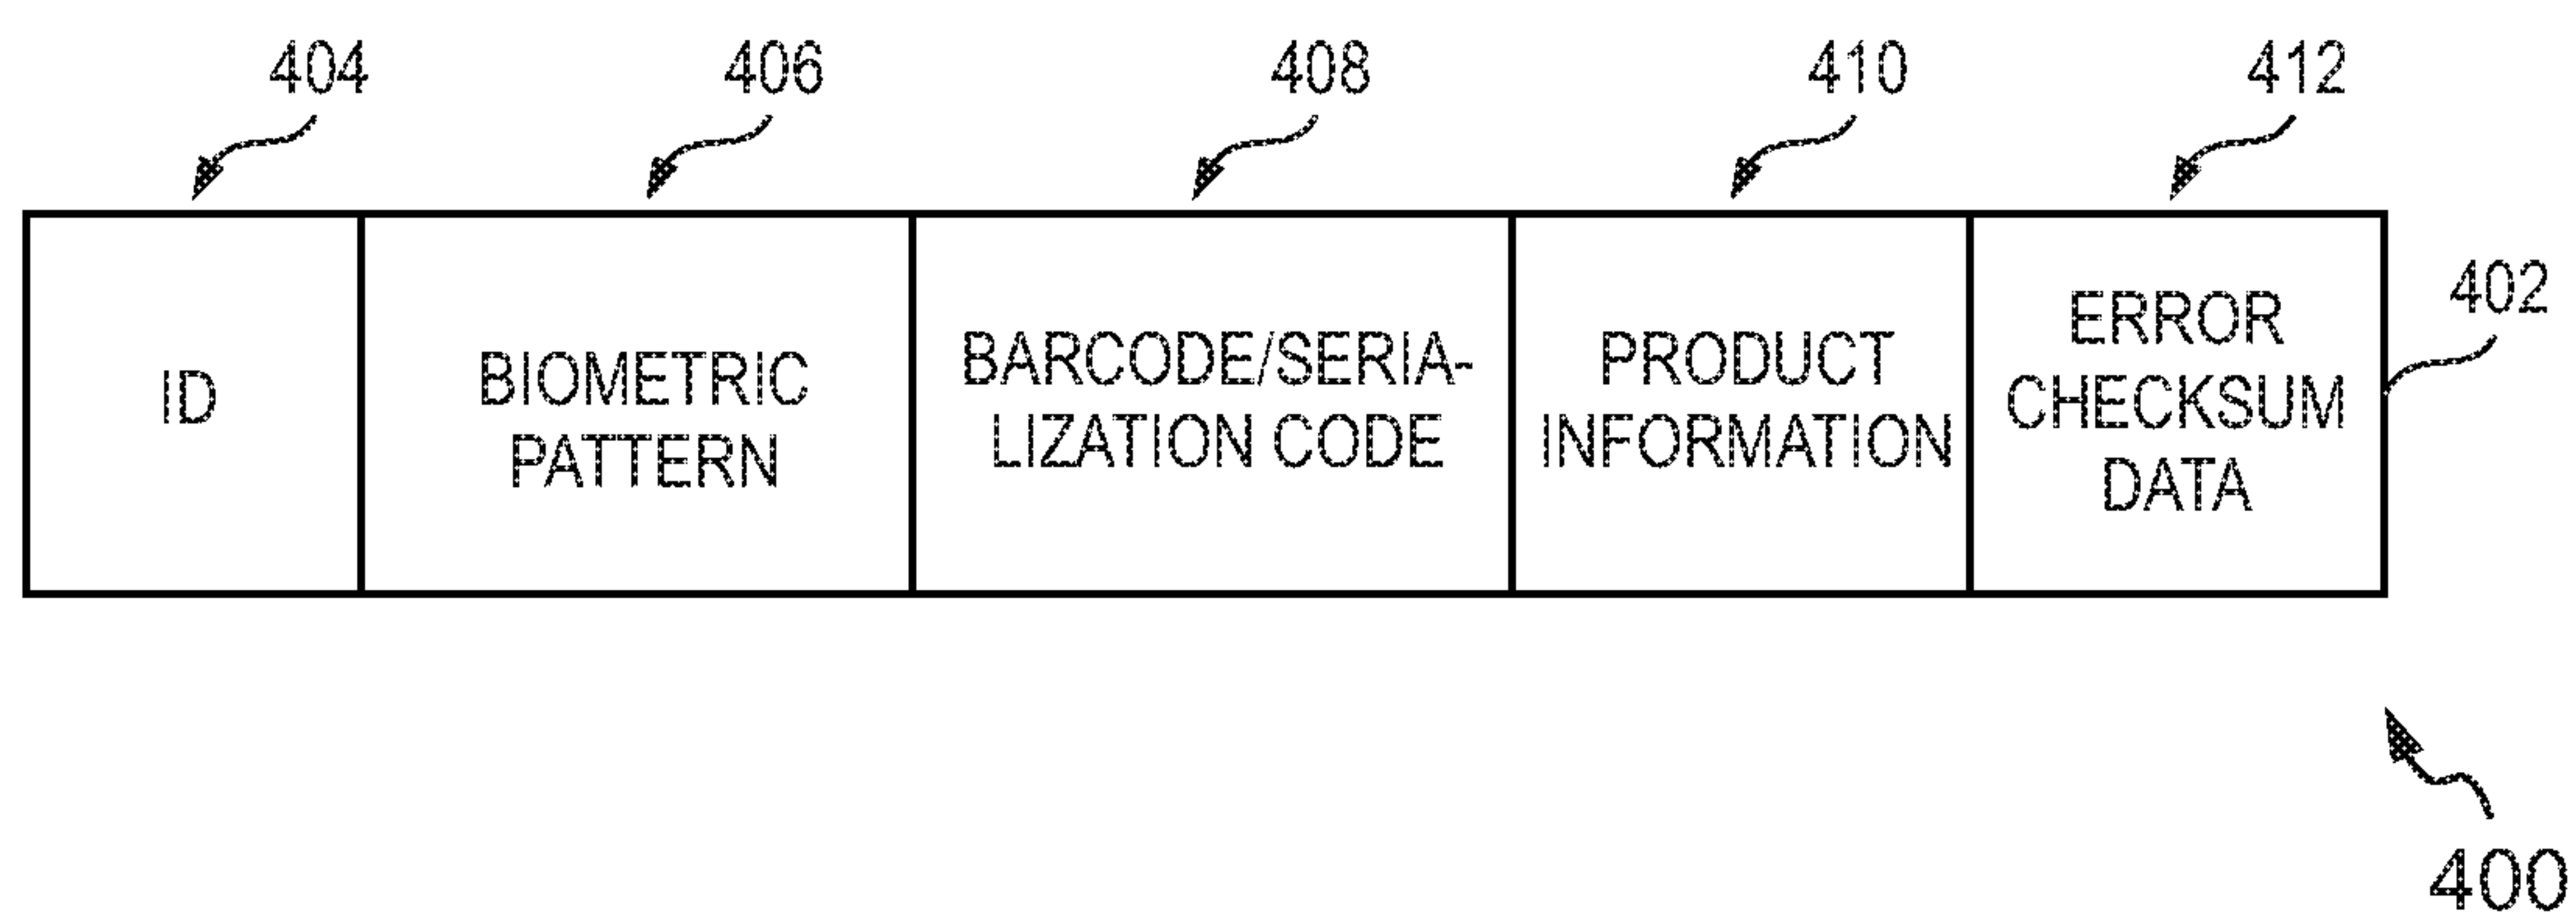 404 406 408 410 412
402
ID
BIOMETRIC
PATTERN
BARCODE/SERIA-
LIZATION CODE
PRODUCT
INFORMATION
ERROR
CHECKSUM
DATA
400